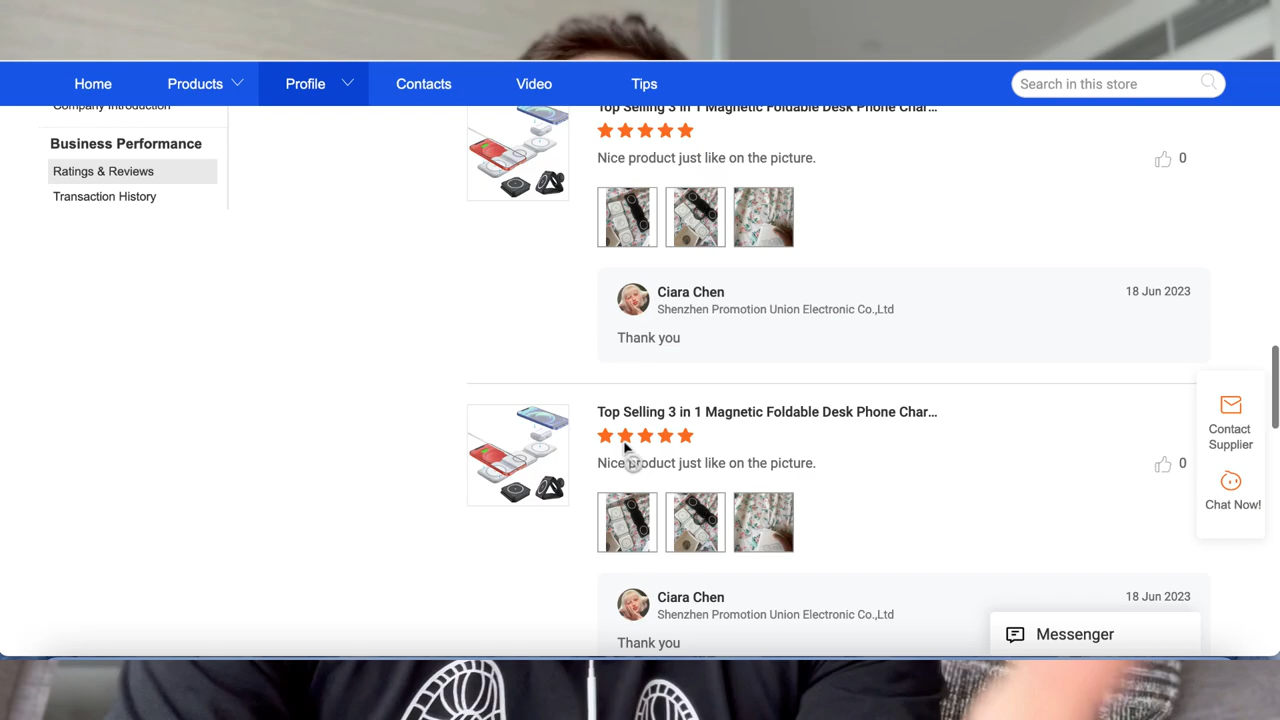 Home
Products
Profile
Contacts
Video
Tips
Search in this store
Company Introduction
Business Performance
Ratings & Reviews
Transaction History
Top Selling 3 in 1 Magnetic Foldable Desk Phone Char...
Nice product just like on the picture.
0
Ciara Chen
18 Jun 2023
Shenzhen Promotion Union Electronic Co.,Ltd
Thank you
Top Selling 3 in 1 Magnetic Foldable Desk Phone Char...
Nice product just like on the picture.
0
Ciara Chen
18 Jun 2023
Shenzhen Promotion Union Electronic Co.,Ltd
Thank you
Contact
Supplier
Chat Now!
Messenger